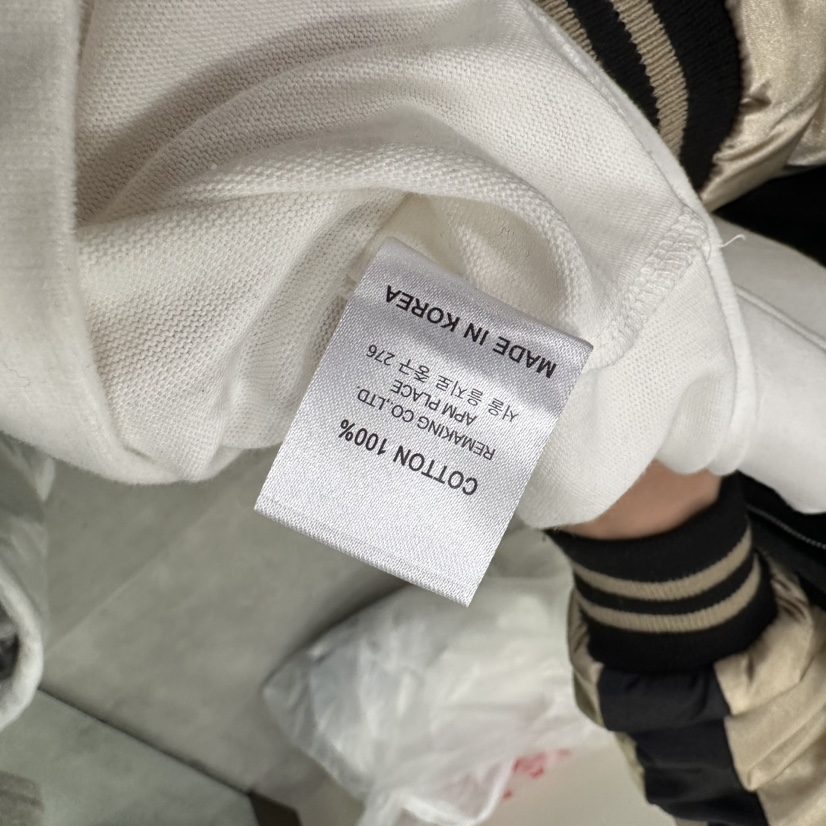 COTTON 100%
REMAKING CO.,LTD.
APM PLACE
서울 을지로 중구 276
MADE IN KOREA